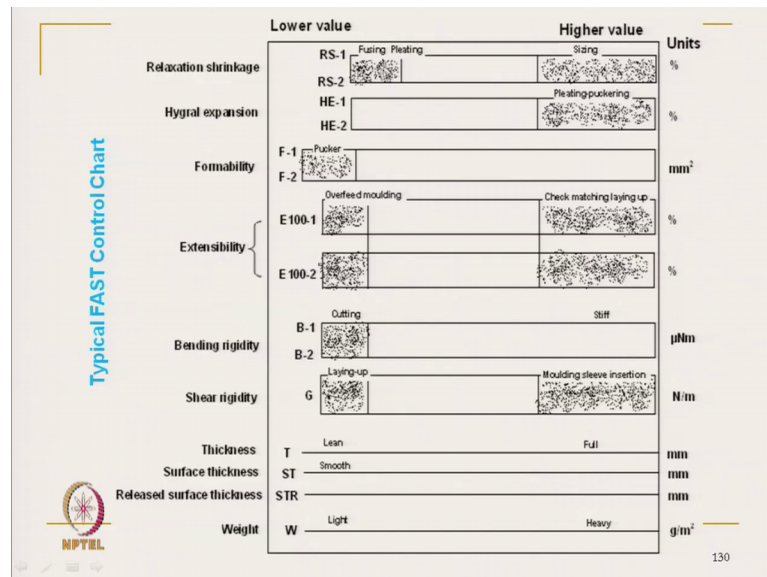 Lower value
Higher value
Units
Typical FAST Control Chart
Relaxation shrinkage
RS-1
RS-2
Fusing Pleating
Sizing
%
Hygral expansion
HE-1
HE-2
Pleating-puckering
%
Formability
F-1
F-2
Pucker
mm²
Extensibility
E100-1
Overfeed moulding
Check matching laying up
%
E100-2
%
Bending rigidity
B-1
B-2
Cutting
Stiff
µNm
Shear rigidity
G
Laying-up
Moulding sleeve insertion
N/m
Thickness
T
Lean
Full
mm
Surface thickness
ST
Smooth
mm
Released surface thickness
STR
mm
Weight
W
Light
Heavy
g/m²
NPTEL
130